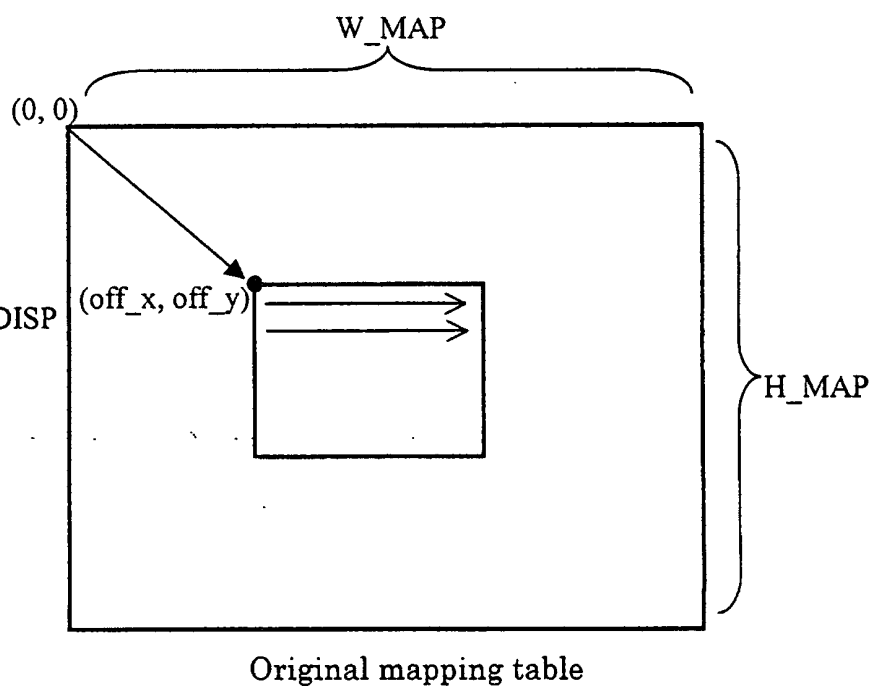 W_MAP
(0, 0)
(off_x, off_y)
DISP
H_MAP
Original mapping table